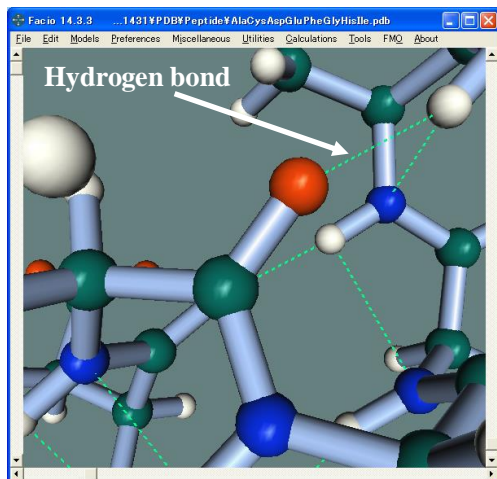 Facio 14.3.3 ...1431¥PDB¥Peptide¥AlaCysAspGluPheGlyHisIle.pdb
File Edit Models Preferences Miscellaneous Utilities Calculations Tools FMO About
Hydrogen bond